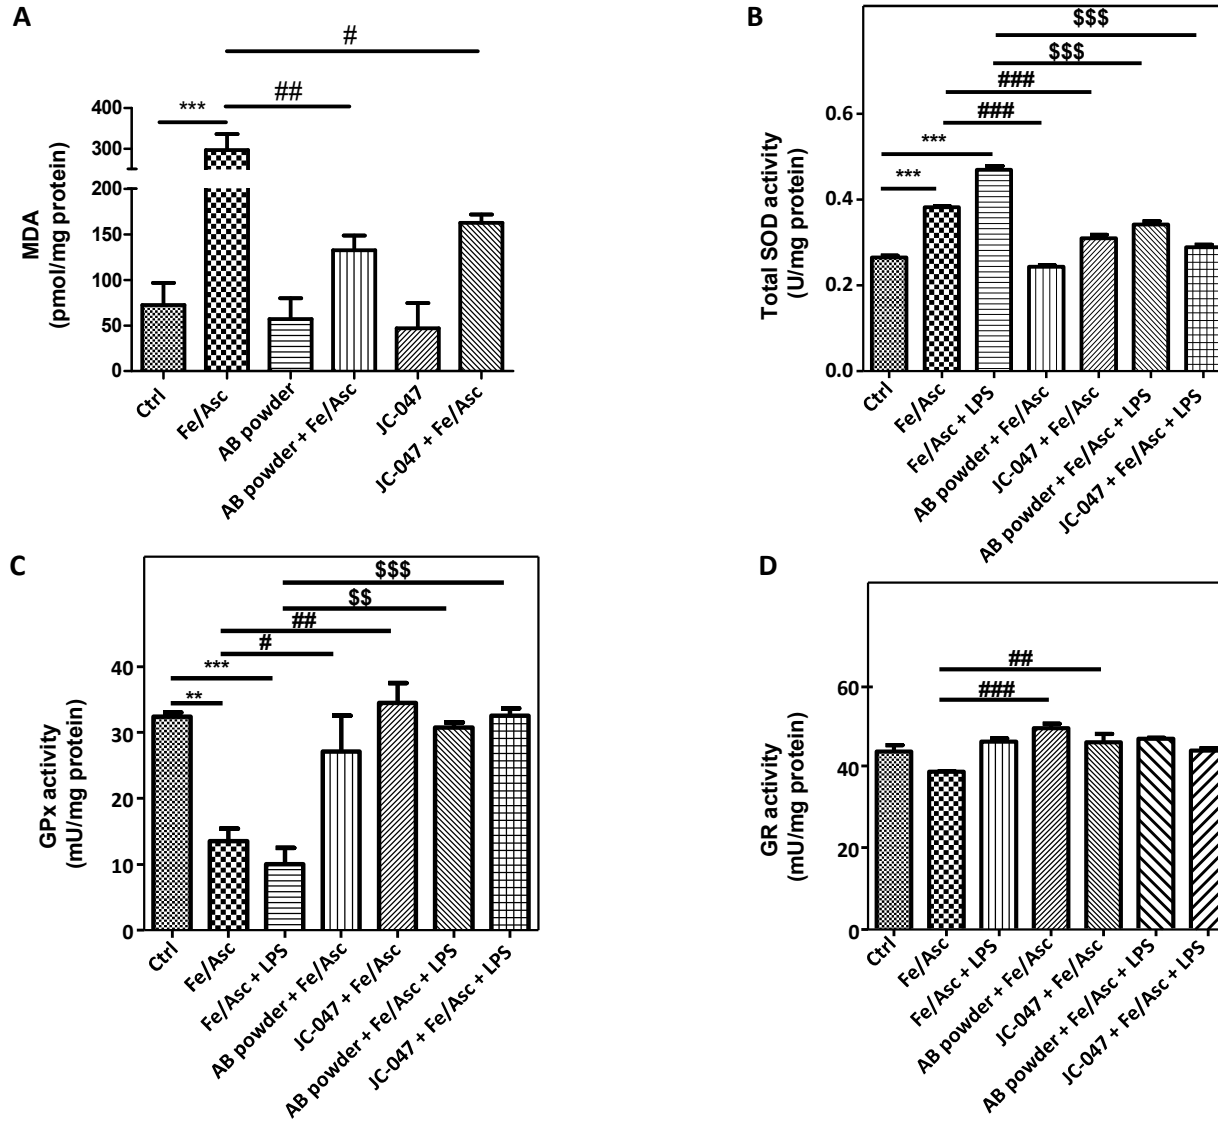 A
#
##
***
400
300
200
150
100
50
0
MDA
(pmol/mg protein)
Ctrl
Fe/Asc
AB powder
AB powder + Fe/Asc
JC-047
JC-047 + Fe/Asc
B
$$$
$$$
###
###
***
***
0.6
0.4
0.2
0.0
Total SOD activity
(U/mg protein)
Ctrl
Fe/Asc
Fe/Asc + LPS
AB powder + Fe/Asc
JC-047 + Fe/Asc
AB powder + Fe/Asc + LPS
JC-047 + Fe/Asc + LPS
C
$$$
$$
##
#
***
**
40
30
20
10
0
GPx activity
(mU/mg protein)
Ctrl
Fe/Asc
Fe/Asc + LPS
AB powder + Fe/Asc
JC-047 + Fe/Asc
AB powder + Fe/Asc + LPS
JC-047 + Fe/Asc + LPS
D
##
###
60
40
20
0
GR activity
(mU/mg protein)
Ctrl
Fe/Asc
Fe/Asc + LPS
AB powder + Fe/Asc
JC-047 + Fe/Asc
AB powder + Fe/Asc + LPS
JC-047 + Fe/Asc + LPS